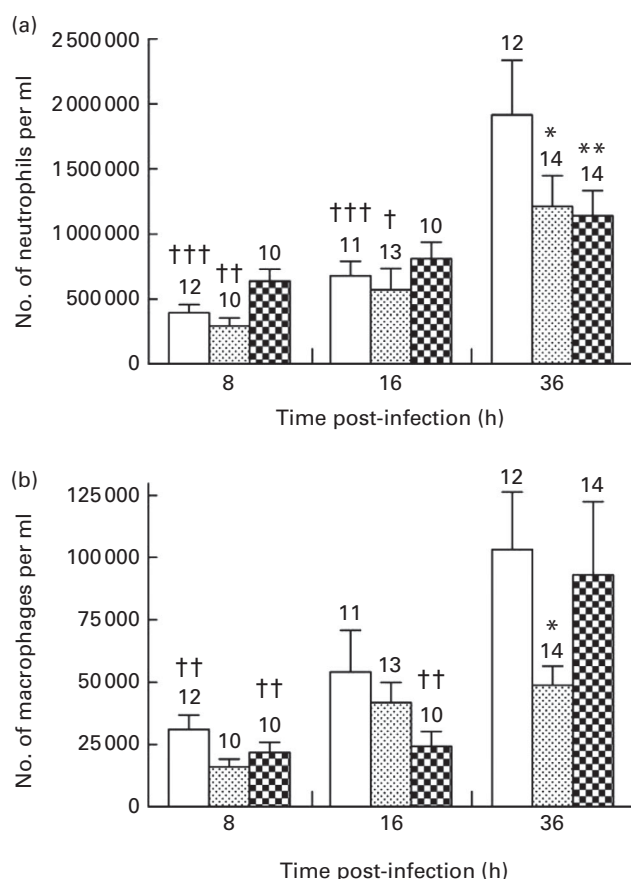 (a)
No. of neutrophils per ml
2 500 000
2 000 000
1 500 000
1 000 000
500 000
0
††† 12
†† 10
10
††† 11
† 13
10
12
* 14
** 14
8 16 36
Time post-infection (h)
(b)
No. of macrophages per ml
125 000
100 000
75 000
50 000
25 000
0
†† 12
10
†† 10
11
13
†† 10
12
* 14
14
8 16 36
Time post-infection (h)